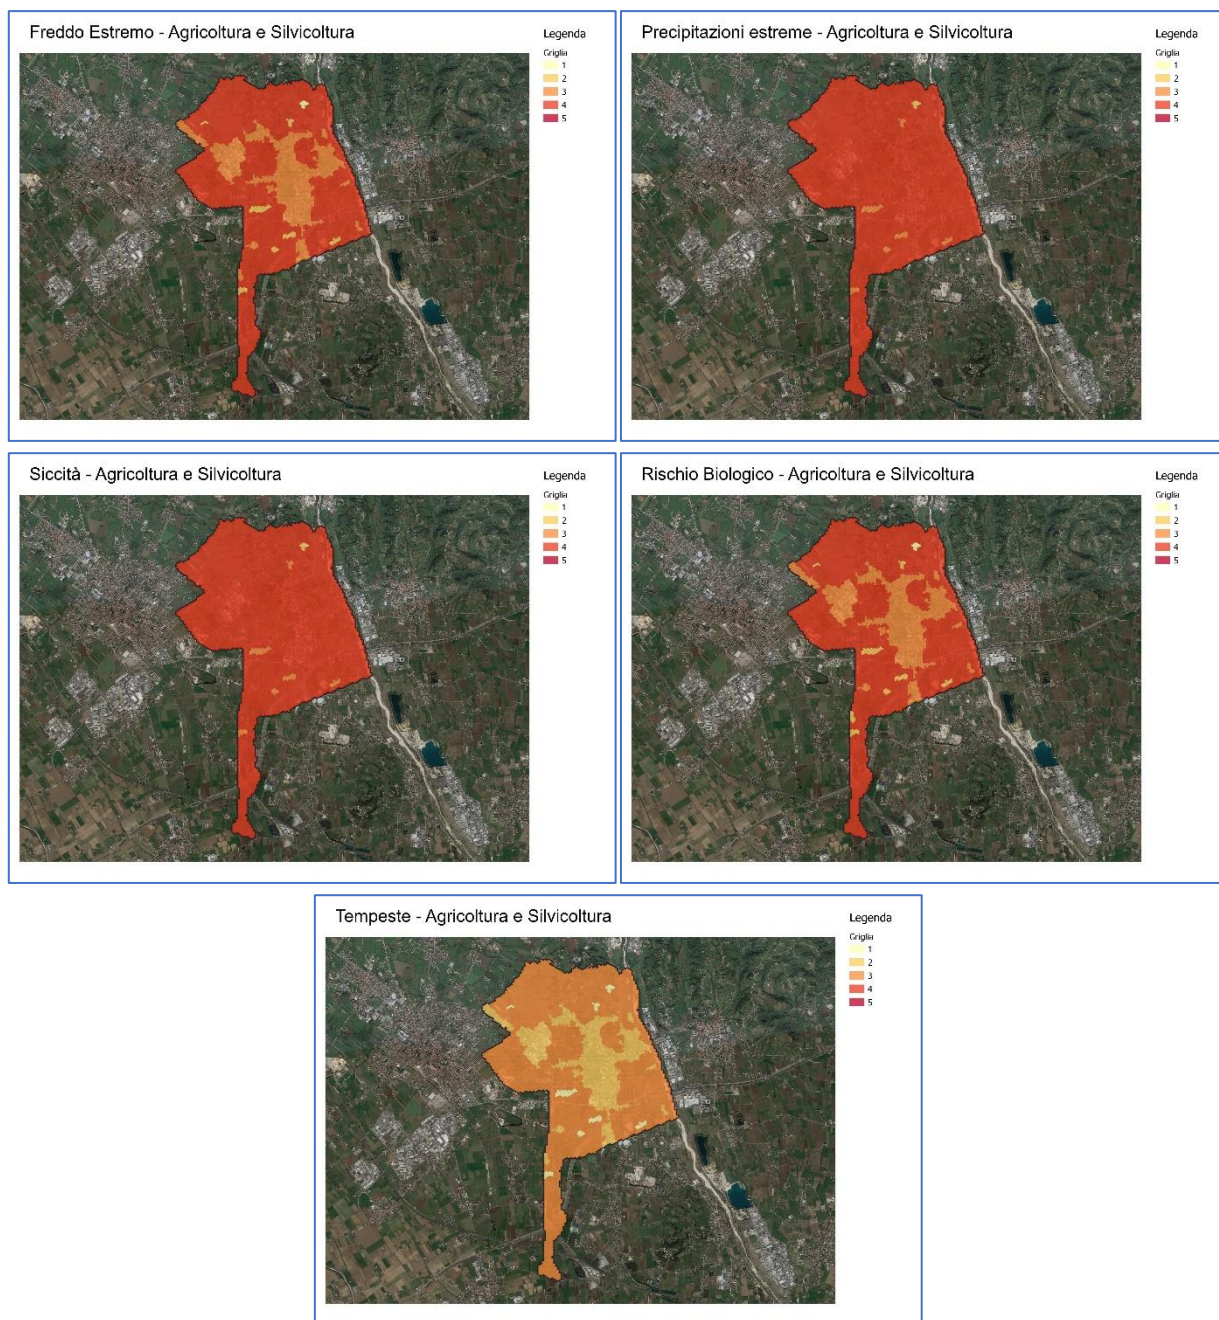 Freddo Estremo - Agricoltura e Silvicoltura
Legenda
Griglia
1
2
3
4
5
Precipitazioni estreme - Agricoltura e Silvicoltura
Legenda
Griglia
1
2
3
4
5
Siccità - Agricoltura e Silvicoltura
Legenda
Griglia
1
2
3
4
5
Rischio Biologico - Agricoltura e Silvicoltura
Legenda
Griglia
1
2
3
4
5
Tempeste - Agricoltura e Silvicoltura
Legenda
Griglia
1
2
3
4
5